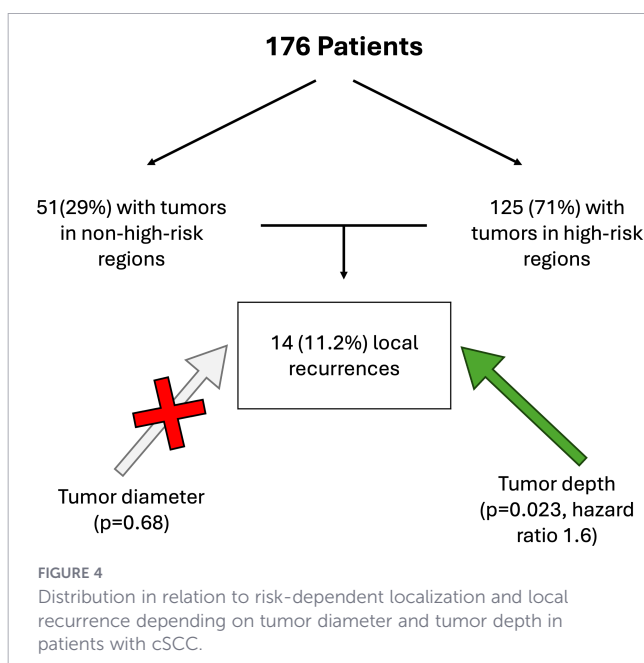 176 Patients
51(29%) with tumors
in non-high-risk
regions
125 (71%) with
tumors in high-risk
regions
14 (11.2%) local
recurrences
Tumor diameter
(p=0.68)
Tumor depth
(p=0.023, hazard
ratio 1.6)
FIGURE 4
Distribution in relation to risk-dependent localization and local
recurrence depending on tumor diameter and tumor depth in
patients with cSCC.